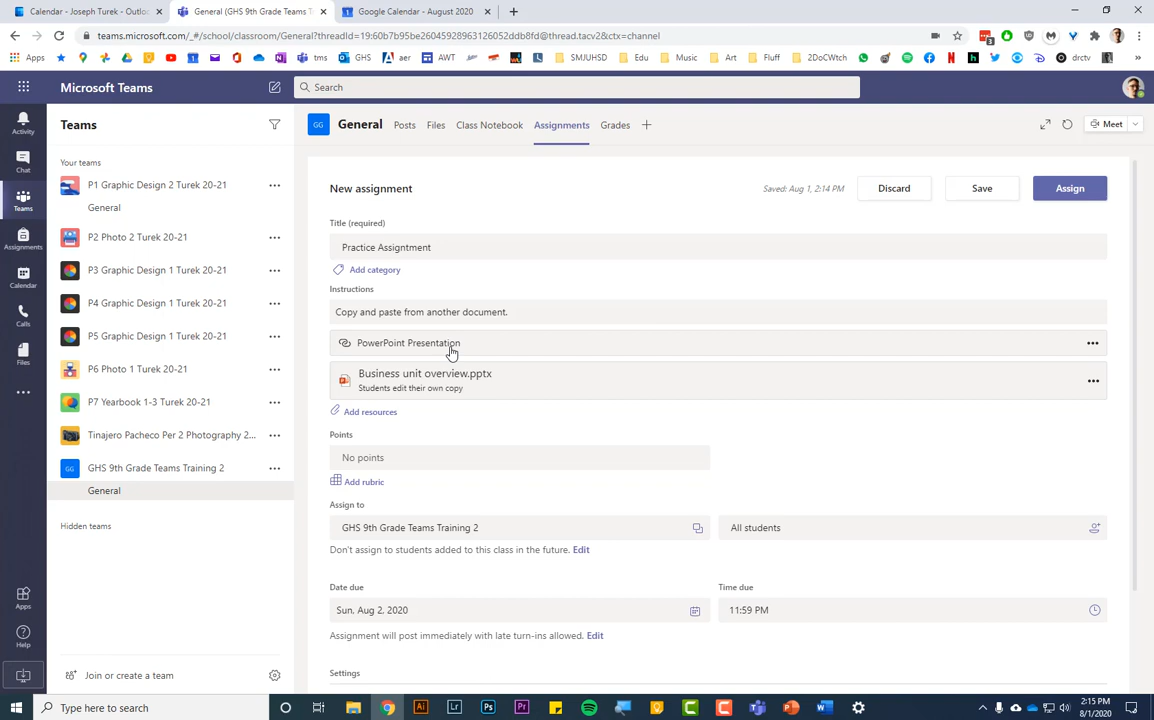 Calendar - Joseph Turek - Outlo
General (GHS 9th Grade Teams T
Google Calendar - August 2020
teams.microsoft.com/_#/school/classroom/General?threadId=19:60b7b95be26045928963126052ddb8fd@thread.tacv2&ctx=channel
Apps
tms
GHS
aer
AWT
SMJUHSD
Edu
Music
Art
Fluff
2DoCWtch
drctv
Microsoft Teams
Search
Activity
Chat
Teams
Assignments
Calendar
Calls
Files
Apps
Help
Teams
Your teams
P1 Graphic Design 2 Turek 20-21
General
P2 Photo 2 Turek 20-21
P3 Graphic Design 1 Turek 20-21
P4 Graphic Design 1 Turek 20-21
P5 Graphic Design 1 Turek 20-21
P6 Photo 1 Turek 20-21
P7 Yearbook 1-3 Turek 20-21
Tinajero Pacheco Per 2 Photography 2...
GG GHS 9th Grade Teams Training 2
General
Hidden teams
Join or create a team
GG General Posts Files Class Notebook Assignments Grades
Meet
New assignment
Saved: Aug 1, 2:14 PM
Discard
Save
Assign
Title (required)
Practice Assigntment
Add category
Instructions
Copy and paste from another document.
PowerPoint Presentation
Business unit overview.pptx
Students edit their own copy
Add resources
Points
No points
Add rubric
Assign to
GHS 9th Grade Teams Training 2
All students
Don't assign to students added to this class in the future. Edit
Date due
Time due
Sun, Aug 2, 2020
11:59 PM
Assignment will post immediately with late turn-ins allowed. Edit
Settings
Type here to search
2:15 PM
8/1/2020